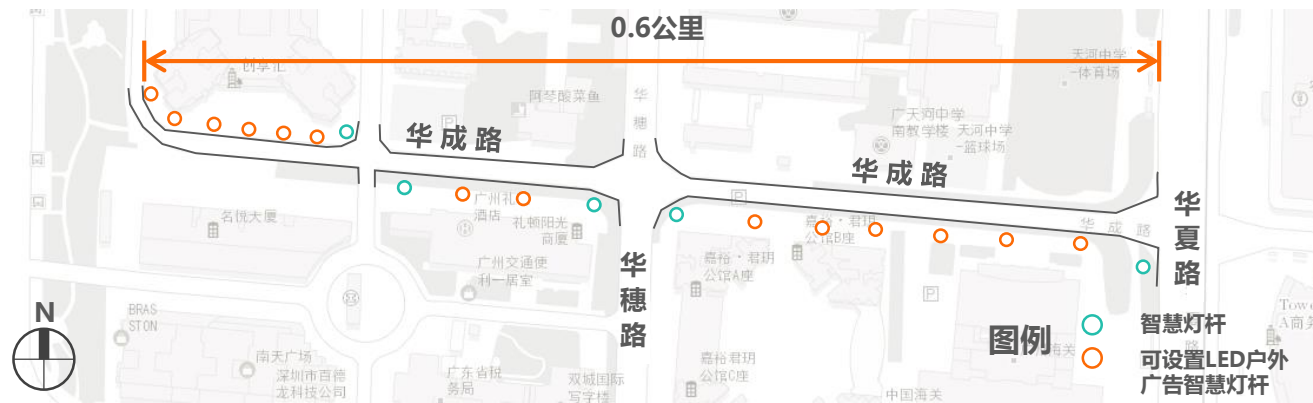 0.6公里
天河中学
-体育场
创享汇
阿琴酸菜鱼
华穗路
广天河中学
南教学楼
天河中学
-篮球场
华成路
华成路
P
P
华成路
广州礼
酒店
礼顿阳光
商厦
名悦大厦
嘉裕·君玥
公馆B座
华夏路
广州交通便
利一居室
华穗路
嘉裕·君玥
公馆A座
P
N
BRAS
STON
图例
智慧灯杆
可设置LED户外
广告智慧灯杆
Tow
A商
路
海关
南天广场
深圳市百德
龙科技公司
广东省税
务局
双城国际
写字楼
嘉裕君玥
公馆C座
中国海关